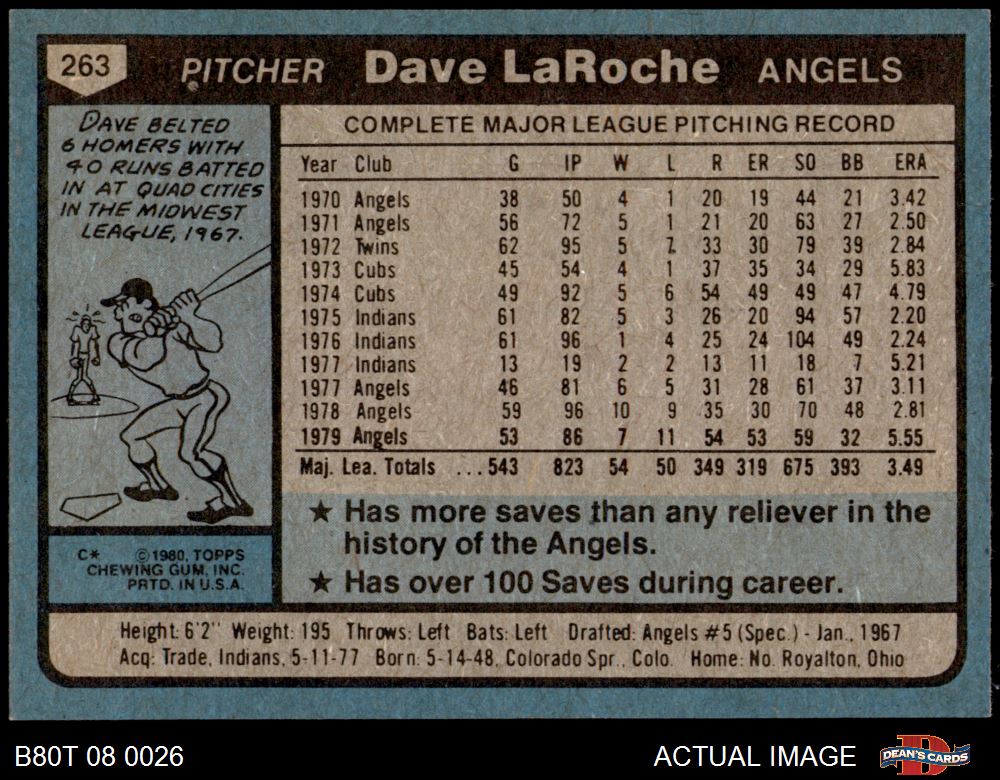 263 PITCHER Dave LaRoche ANGELS
DAVE BELTED
6 HOMERS WITH
40 RUNS BATTED
IN AT QUAD CITIES
IN THE MIDWEST
LEAGUE, 1967.
COMPLETE MAJOR LEAGUE PITCHING RECORD
Year Club G IP W L R ER SO BB ERA
1970 Angels 38 50 4 1 20 19 44 21 3.42
1971 Angels 56 72 5 1 21 20 63 27 2.50
1972 Twins 62 95 5 7 33 30 79 39 2.84
1973 Cubs 45 54 4 1 37 35 34 29 5.83
1974 Cubs 49 92 5 6 54 49 49 47 4.79
1975 Indians 61 82 5 3 26 20 94 57 2.20
1976 Indians 61 96 1 4 25 24 104 49 2.24
1977 Indians 13 19 2 2 13 11 18 7 5.21
1977 Angels 46 81 6 5 31 28 61 37 3.11
1978 Angels 59 96 10 9 35 30 70 48 2.81
1979 Angels 53 86 7 11 54 53 59 32 5.55
Maj. Lea. Totals ...543 823 54 50 349 319 675 393 3.49
★ Has more saves than any reliever in the
history of the Angels.
★ Has over 100 Saves during career.
C* ©1980, TOPPS
CHEWING GUM, INC.
PRTD. IN U.S.A.
Height: 6'2" Weight: 195 Throws: Left Bats: Left Drafted: Angels #5 (Spec.) - Jan., 1967
Acq: Trade, Indians, 5-11-77 Born: 5-14-48, Colorado Spr., Colo. Home: No. Royalton, Ohio
B80T 08 0026 ACTUAL IMAGE DEAN'S CARDS